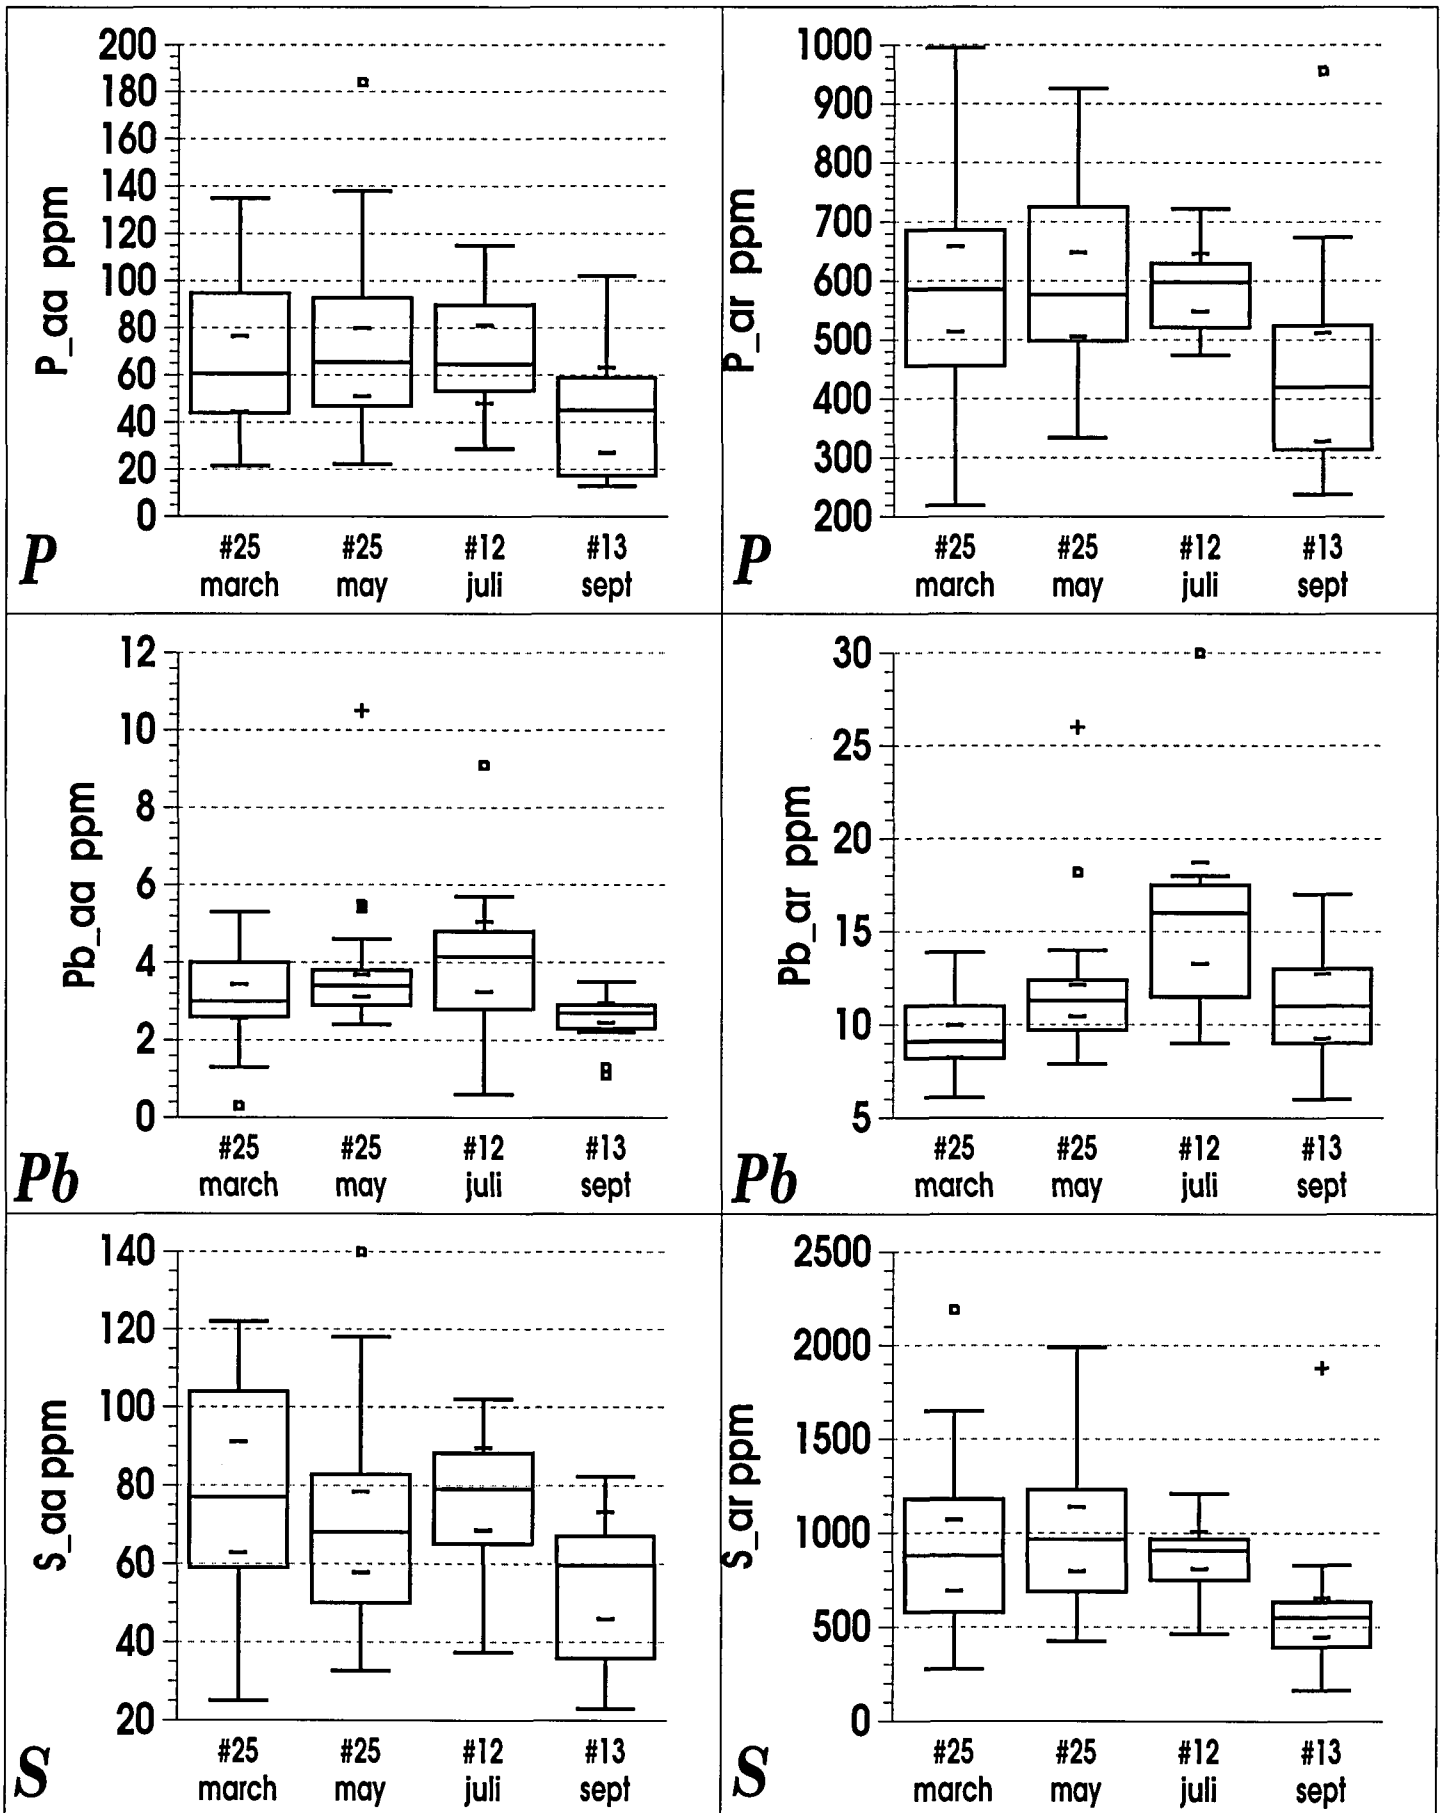 200
180
160
140
120
100
80
60
40
20
0
P_aa ppm
#25 #25 #12 #13
march may juli sept
P
1000
900
800
700
600
500
400
300
200
P_ar ppm
#25 #25 #12 #13
march may juli sept
P
12
10
8
6
4
2
0
Pb_aa ppm
#25 #25 #12 #13
march may juli sept
Pb
30
25
20
15
10
5
Pb_ar ppm
#25 #25 #12 #13
march may juli sept
Pb
140
120
100
80
60
40
20
S_aa ppm
#25 #25 #12 #13
march may juli sept
S
2500
2000
1500
1000
500
0
S_ar ppm
#25 #25 #12 #13
march may juli sept
S